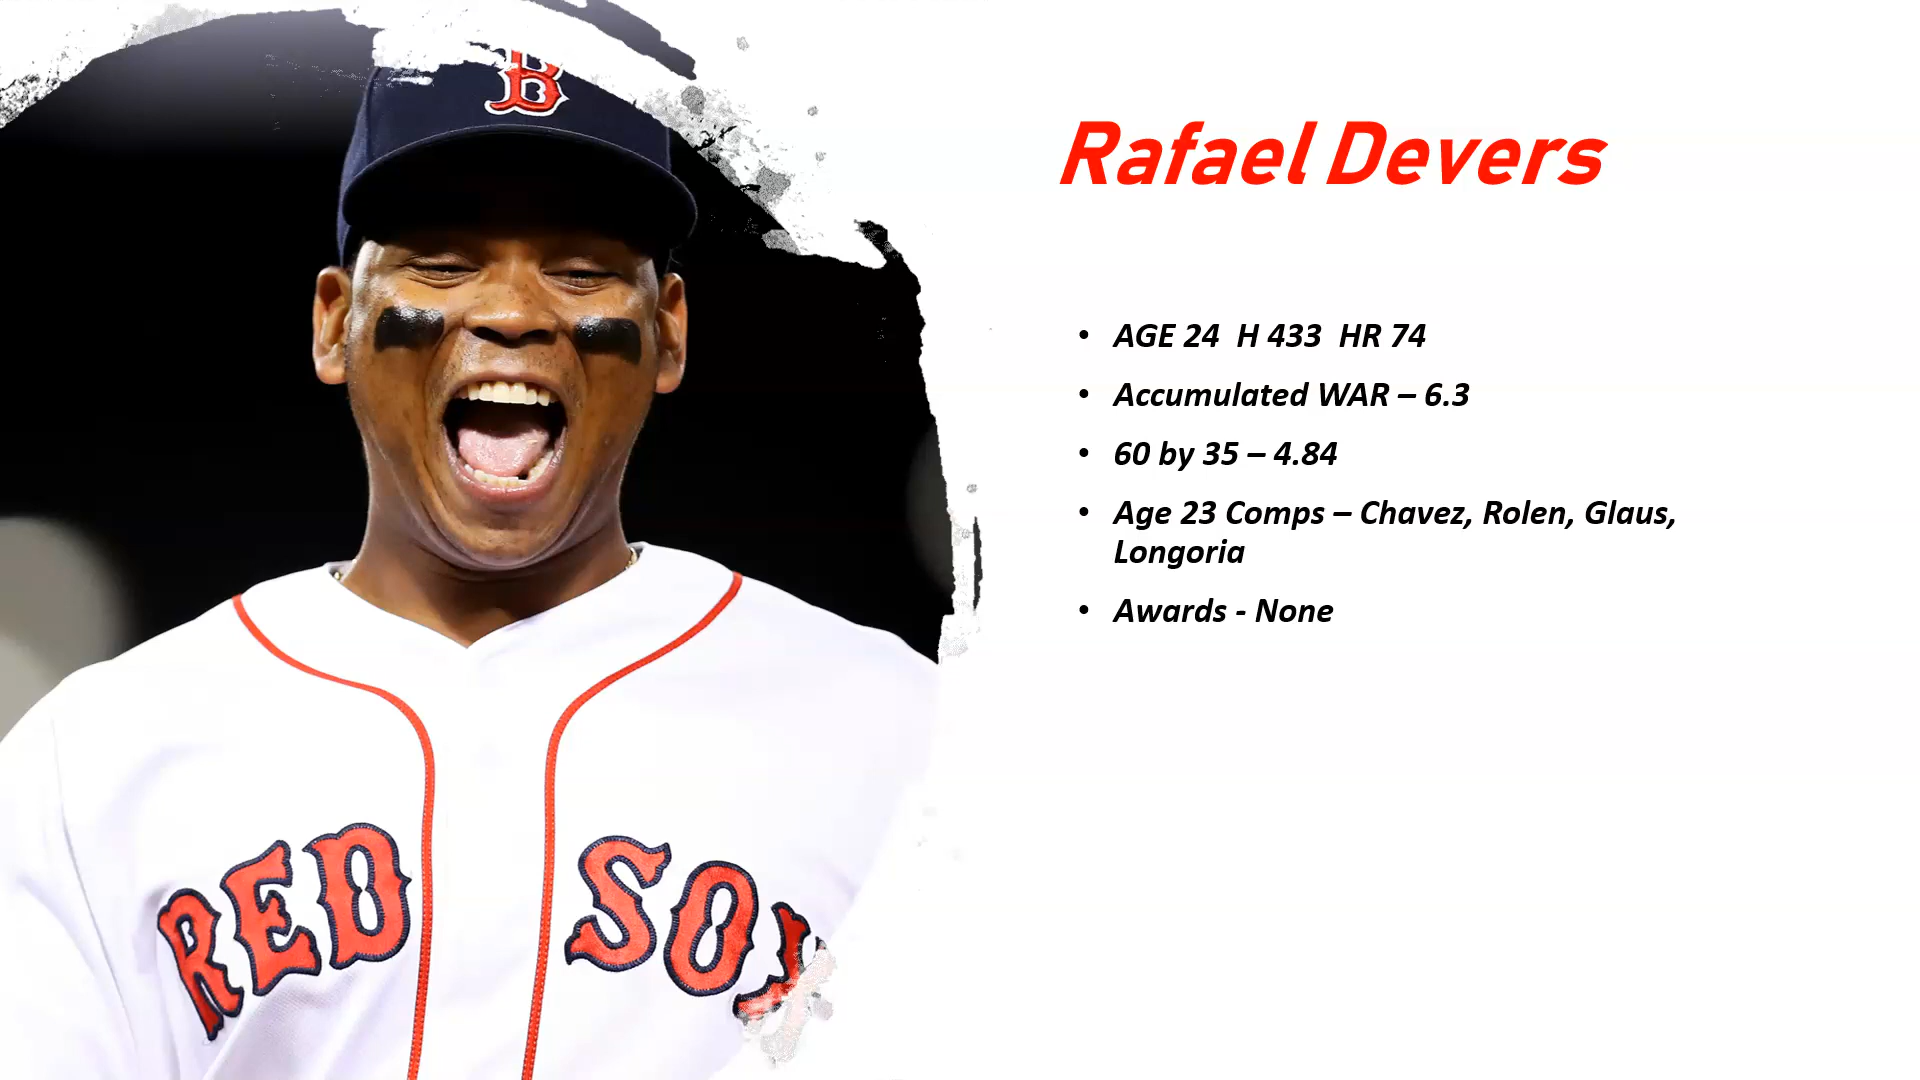 B
Rafael Devers
• AGE 24 H 433 HR 74
• Accumulated WAR – 6.3
• 60 by 35 – 4.84
• Age 23 Comps – Chavez, Rolen, Glaus,
Longoria
• Awards - None
RED SOX